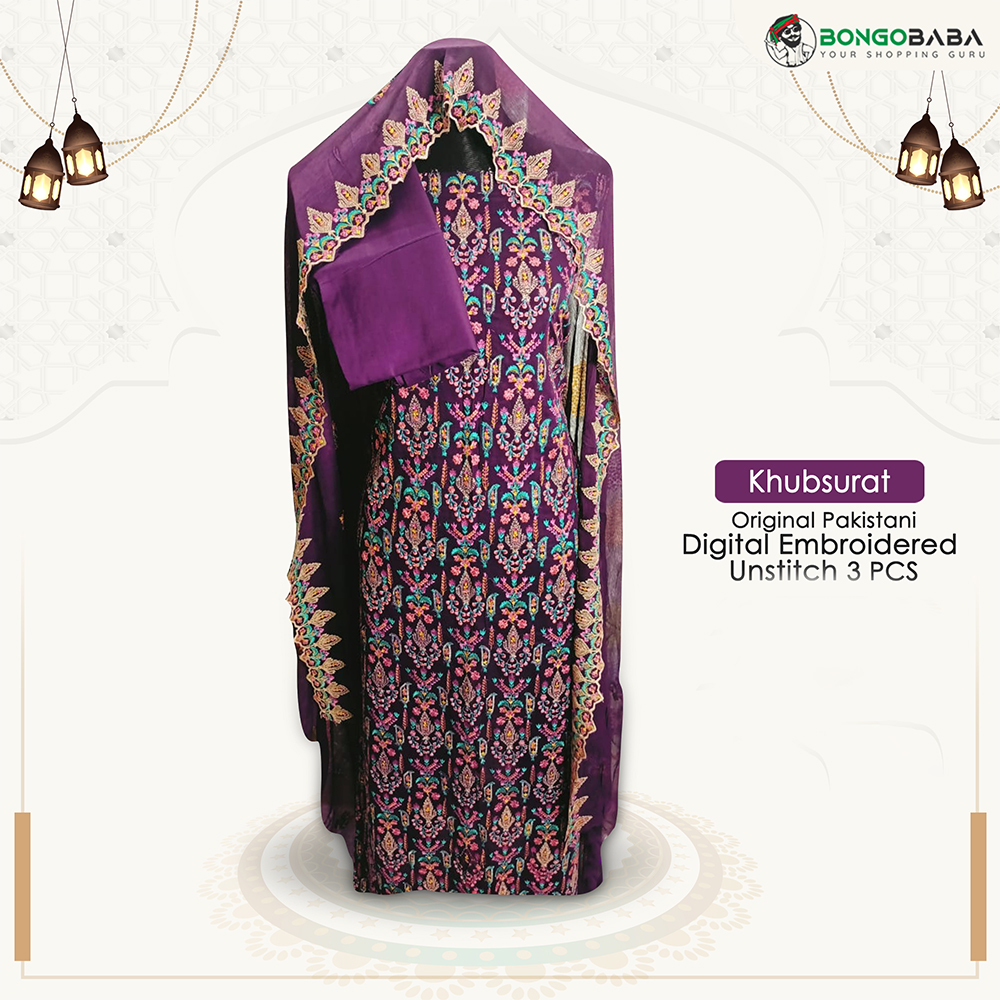 BONGOBABA
YOUR SHOPPING GURU
Khubsurat
Original Pakistani
Digital Embroidered
Unstitch 3 PCS